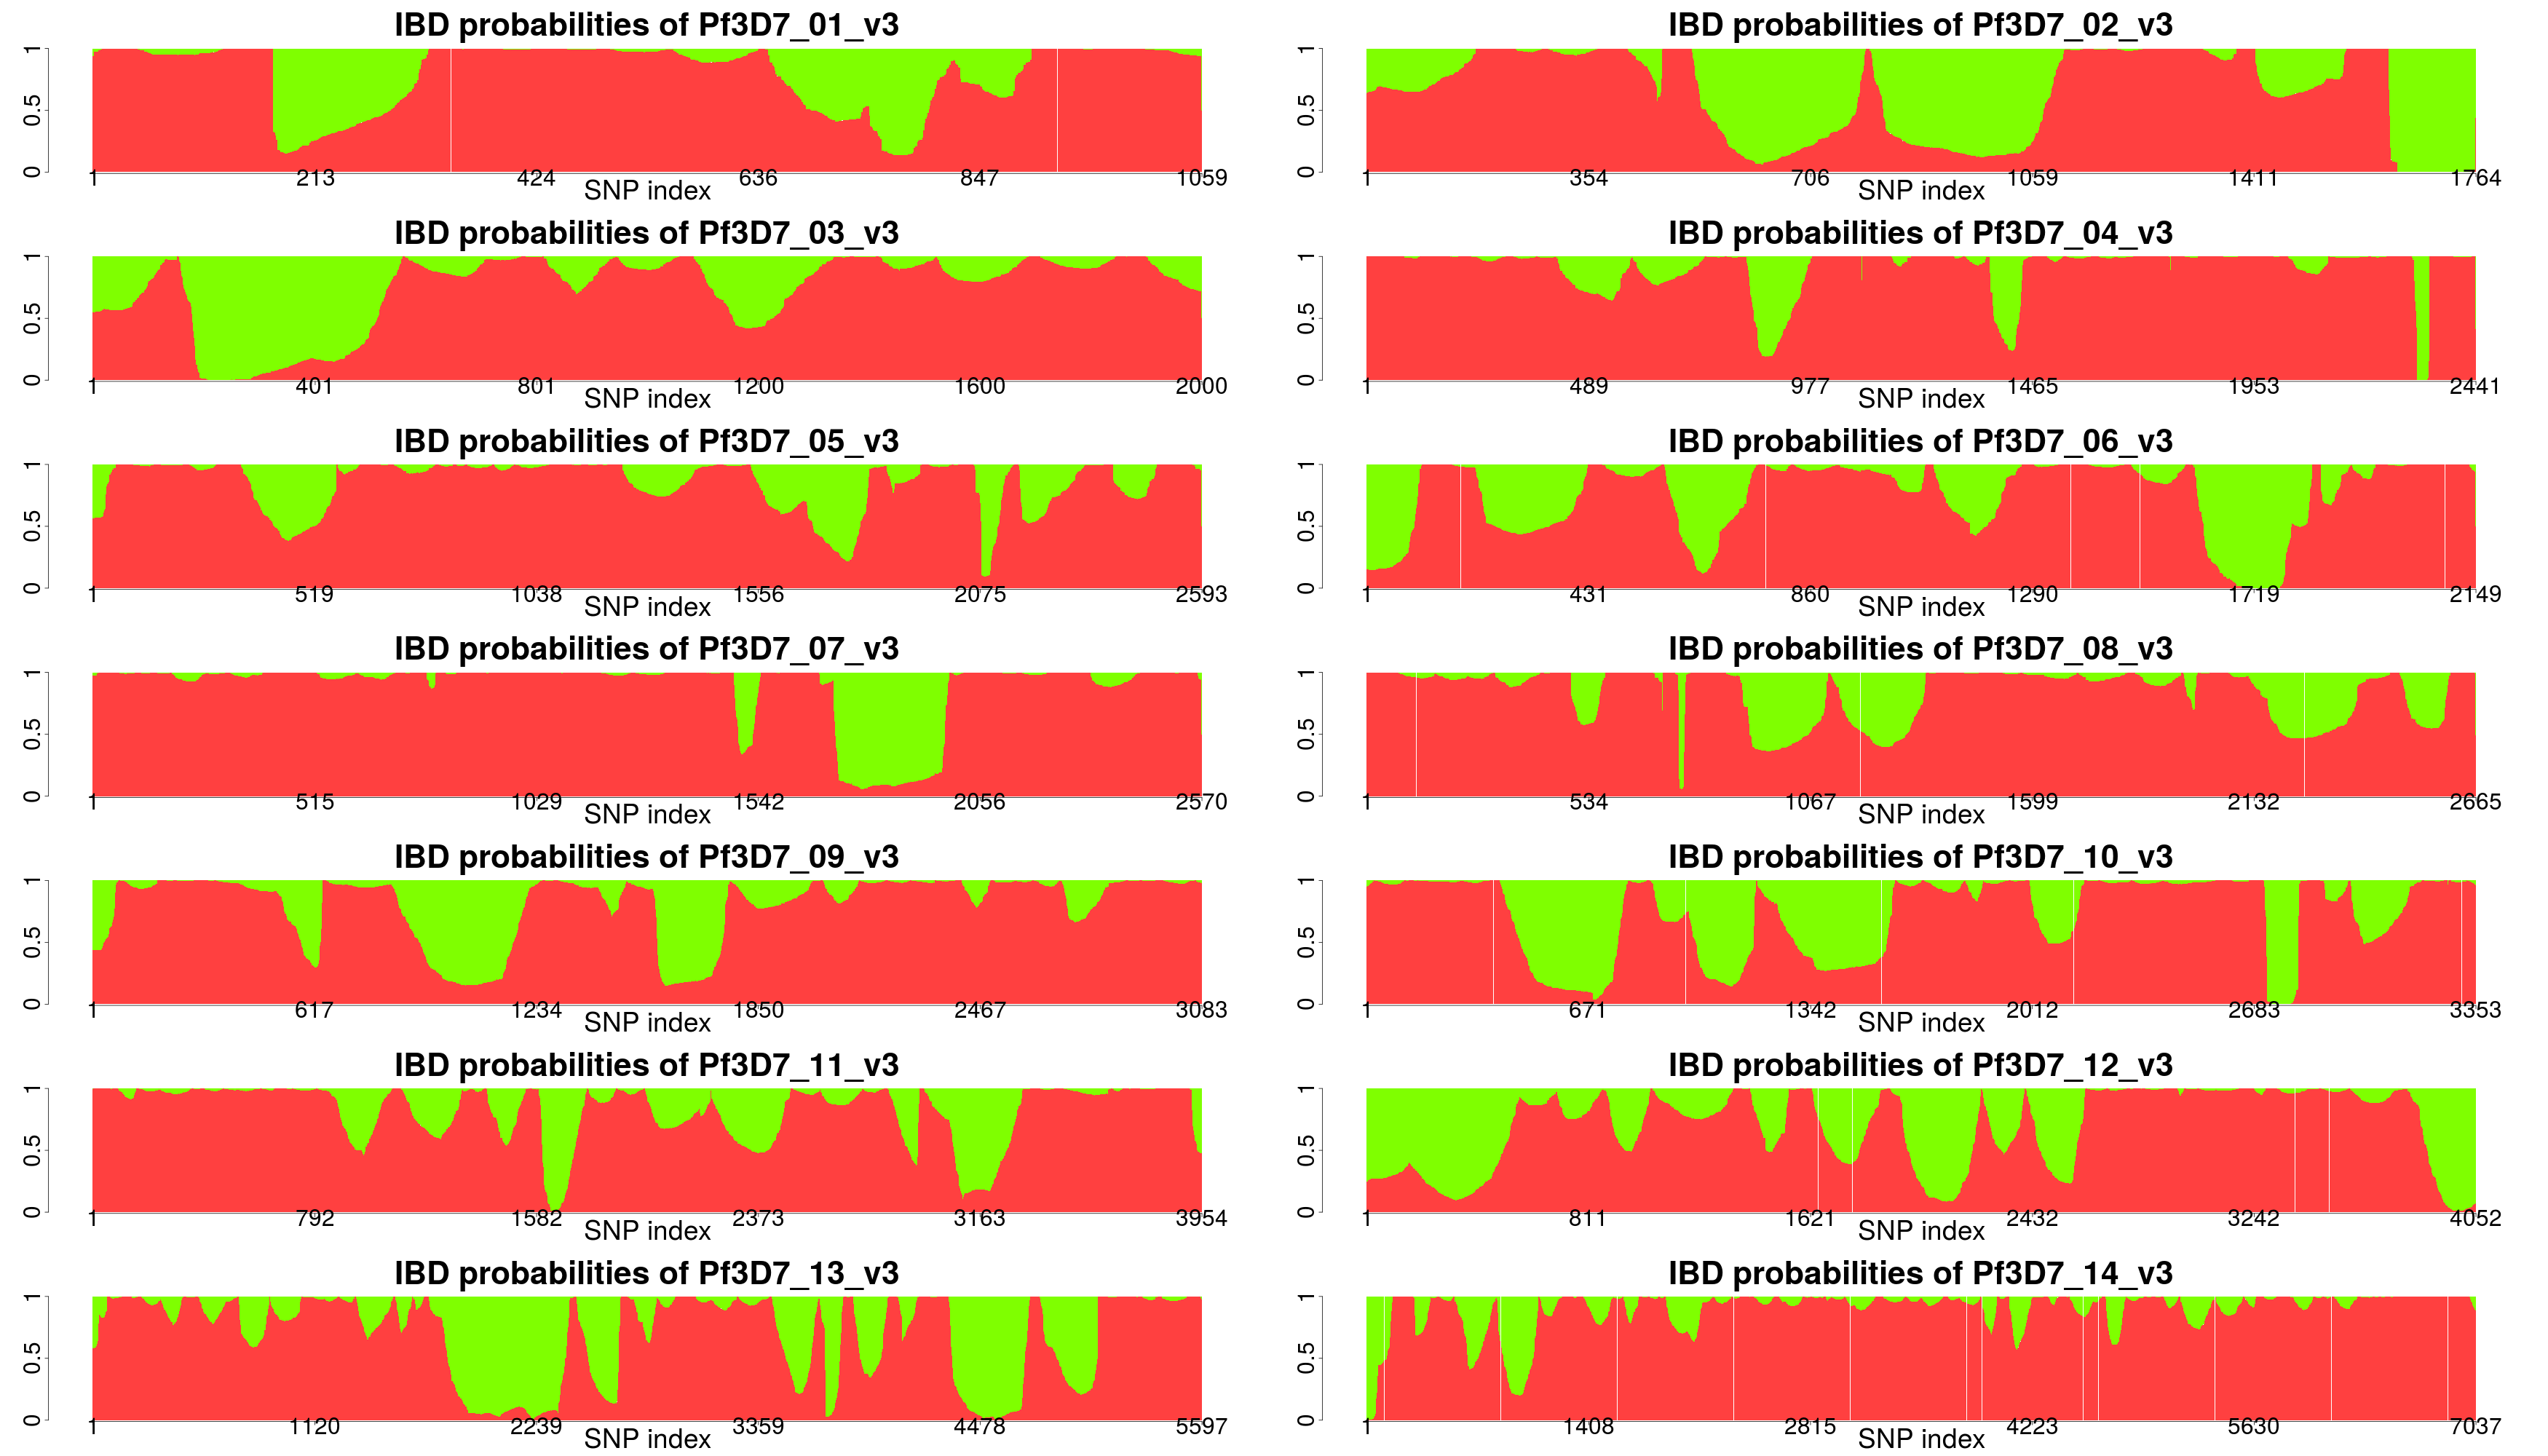 IBD probabilities of Pf3D7_01_v3
0 0.5 1
1 213 424 636 847 1059
SNP index
IBD probabilities of Pf3D7_02_v3
0 0.5 1
1 354 706 1059 1411 1764
SNP index
IBD probabilities of Pf3D7_03_v3
0 0.5 1
1 401 801 1200 1600 2000
SNP index
IBD probabilities of Pf3D7_04_v3
0 0.5 1
1 489 977 1465 1953 2441
SNP index
IBD probabilities of Pf3D7_05_v3
0 0.5 1
1 519 1038 1556 2075 2593
SNP index
IBD probabilities of Pf3D7_06_v3
0 0.5 1
1 431 860 1290 1719 2149
SNP index
IBD probabilities of Pf3D7_07_v3
0 0.5 1
1 515 1029 1542 2056 2570
SNP index
IBD probabilities of Pf3D7_08_v3
0 0.5 1
1 534 1067 1599 2132 2665
SNP index
IBD probabilities of Pf3D7_09_v3
0 0.5 1
1 617 1234 1850 2467 3083
SNP index
IBD probabilities of Pf3D7_10_v3
0 0.5 1
1 671 1342 2012 2683 3353
SNP index
IBD probabilities of Pf3D7_11_v3
0 0.5 1
1 792 1582 2373 3163 3954
SNP index
IBD probabilities of Pf3D7_12_v3
0 0.5 1
1 811 1621 2432 3242 4052
SNP index
IBD probabilities of Pf3D7_13_v3
0 0.5 1
1 1120 2239 3359 4478 5597
SNP index
IBD probabilities of Pf3D7_14_v3
0 0.5 1
1 1408 2815 4223 5630 7037
SNP index